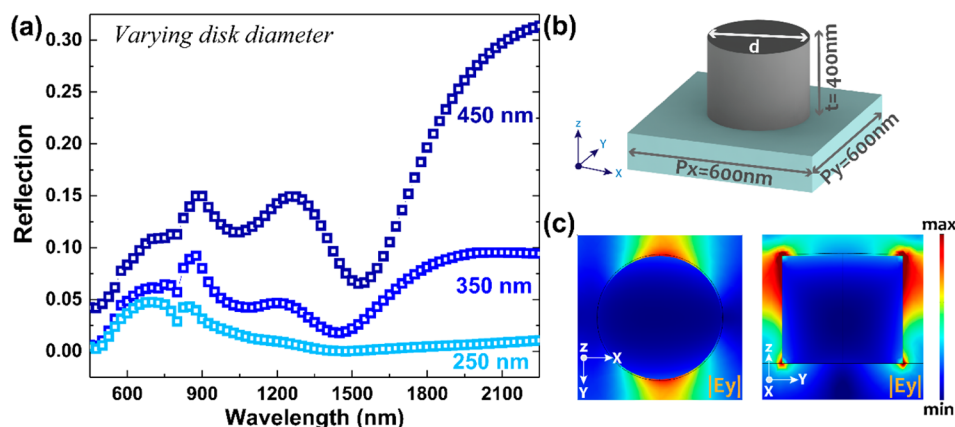 (a)
Varying disk diameter
0.30
0.25
0.20
0.15
0.10
0.05
0.00
Reflection
450 nm
350 nm
250 nm
600 900 1200 1500 1800 2100
Wavelength (nm)
(b)
d
t= 400nm
Px=600nm
Py=600nm
z
Y
X
(c)
z
X
Y
|Ey|
z
X
Y
|Ey|
max
min